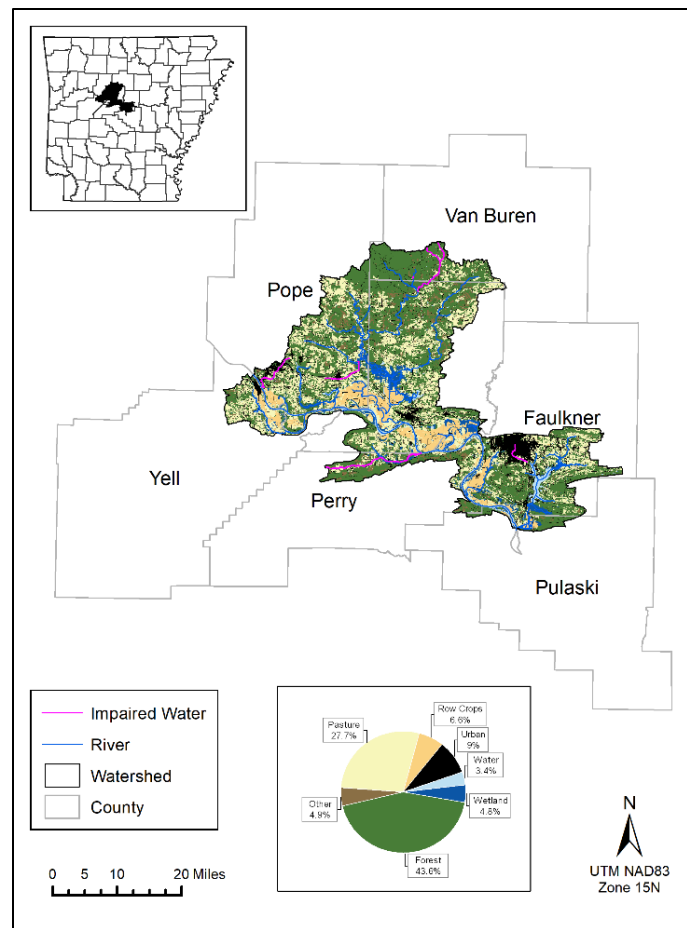 Van Buren
Pope
Faulkner
Yell
Perry
Pulaski
Impaired Water
River
Watershed
County
0 5 10 20 Miles
Pasture
27.7%
Row Crops
6.6%
Urban
9%
Water
3.4%
Wetland
4.8%
Other
4.9%
Forest
43.6%
N
UTM NAD83
Zone 15N